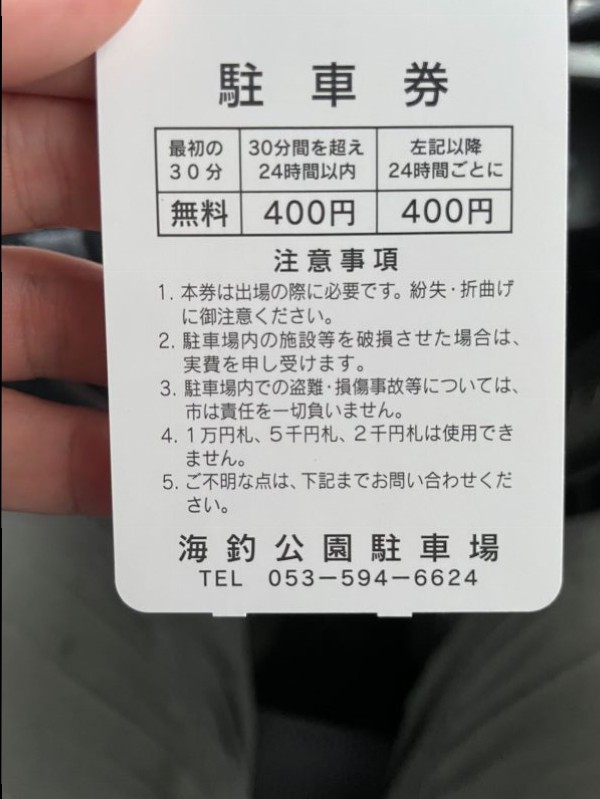 駐車券
最初の 30分間を超え 左記以降
30分 24時間以内 24時間ごとに
無料 400円 400円
注意事項
1. 本券は出場の際に必要です。紛失・折曲げ
に御注意ください。
2. 駐車場内の施設等を破損させた場合は、
実費を申し受けます。
3. 駐車場内での盗難・損傷事故等については、
市は責任を一切負いません。
4. 1万円札、5千円札、2千円札は使用でき
ません。
5. ご不明な点は、下記までお問い合わせくだ
さい。
海釣公園駐車場
TEL 053-594-6624